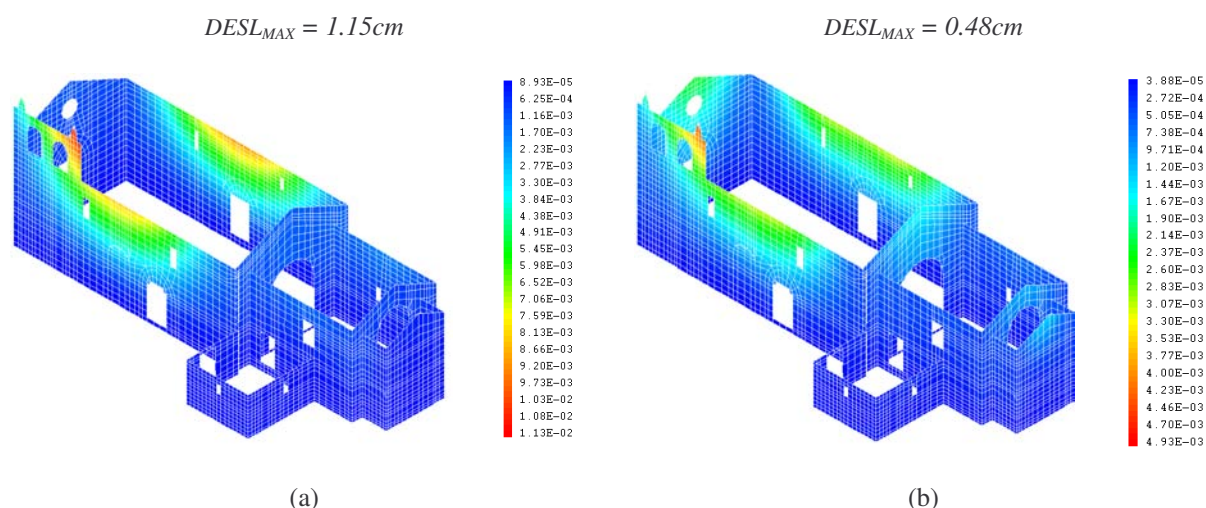 DESLMAX = 1.15cm
DESLMAX = 0.48cm
8.93E-05
6.25E-04
1.16E-03
1.70E-03
2.23E-03
2.77E-03
3.30E-03
3.84E-03
4.38E-03
4.91E-03
5.45E-03
5.98E-03
6.52E-03
7.06E-03
7.59E-03
8.13E-03
8.66E-03
9.20E-03
9.73E-03
1.03E-02
1.08E-02
1.13E-02
3.88E-05
2.72E-04
5.05E-04
7.38E-04
9.71E-04
1.20E-03
1.44E-03
1.67E-03
1.90E-03
2.14E-03
2.37E-03
2.60E-03
2.83E-03
3.07E-03
3.30E-03
3.53E-03
3.77E-03
4.00E-03
4.23E-03
4.46E-03
4.70E-03
4.93E-03
(a)
(b)